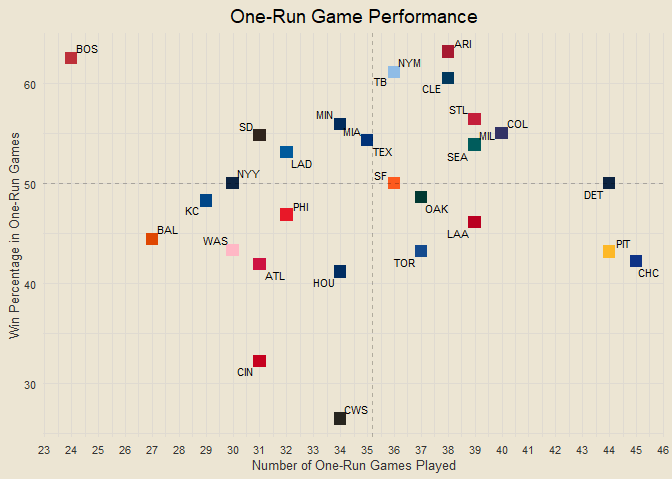 One-Run Game Performance
BOS
ARI
NYM
TB
CLE
60
STL
COL
MIN
SD
MIA
MIL
TEX
SEA
LAD
NYY
SF
50
DET
KC
OAK
PHI
LAA
BAL
WAS
PIT
TOR
CHC
ATL
HOU
40
CIN
30
CWS
Win Percentage in One-Run Games
23 24 25 26 27 28 29 30 31 32 33 34 35 36 37 38 39 40 41 42 43 44 45 46
Number of One-Run Games Played